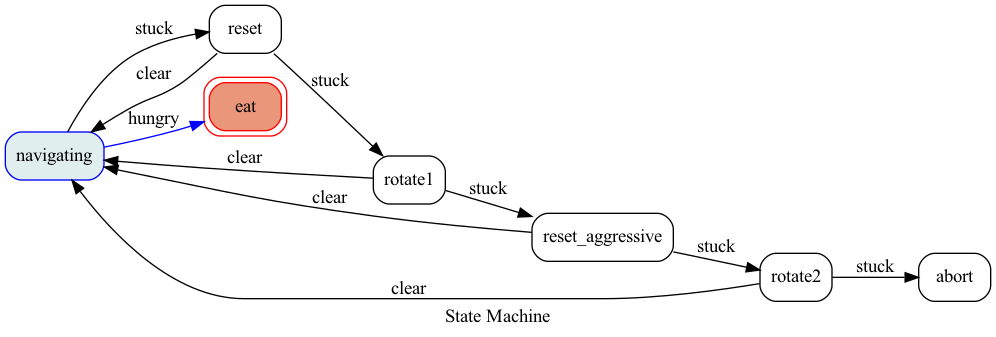 stuck
reset
clear
stuck
hungry
eat
navigating
clear
rotate1
clear
stuck
reset_aggressive
stuck
rotate2
stuck
abort
clear
State Machine